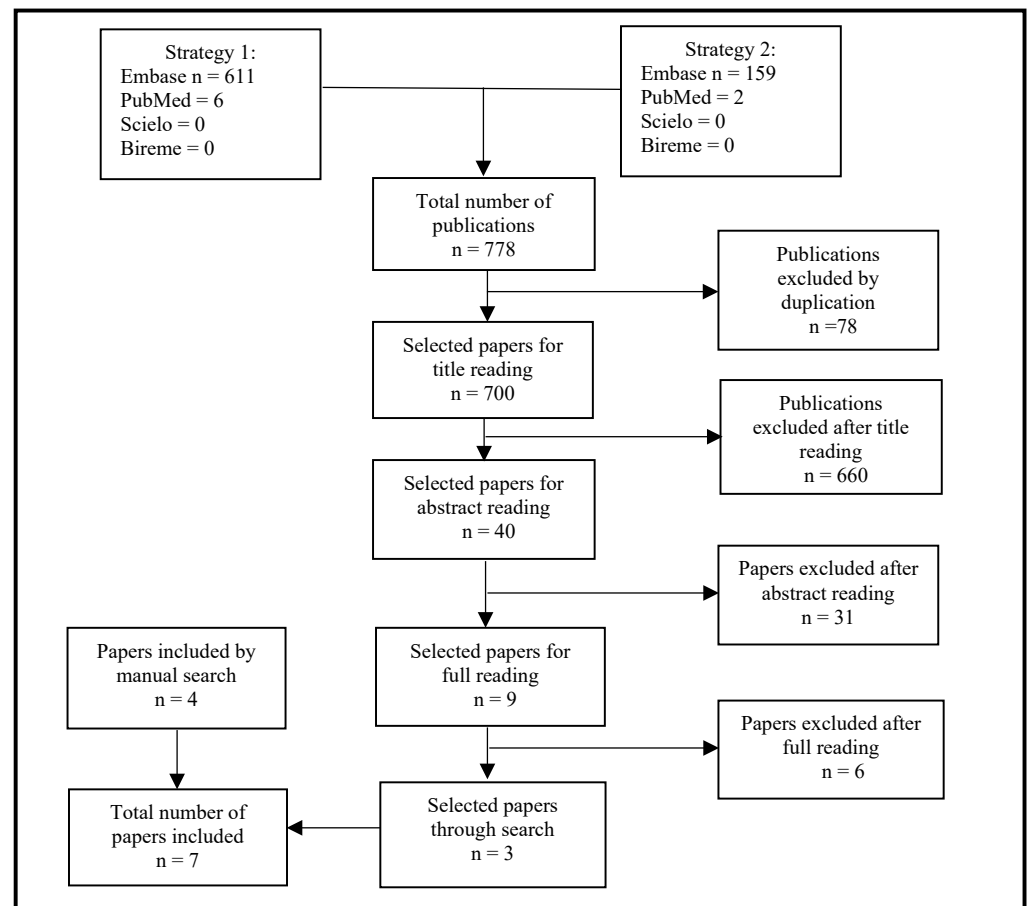 Strategy 1:
Embase n = 611
PubMed = 6
Scielo = 0
Bireme = 0
Strategy 2:
Embase n = 159
PubMed = 2
Scielo = 0
Bireme = 0
Total number of
publications
n = 778
Publications
excluded by
duplication
n =78
Selected papers for
title reading
n = 700
Publications
excluded after title
reading
n = 660
Selected papers for
abstract reading
n = 40
Papers excluded after
abstract reading
n = 31
Papers included by
manual search
n = 4
Selected papers for
full reading
n = 9
Papers excluded after
full reading
n = 6
Total number of
papers included
n = 7
Selected papers
through search
n = 3